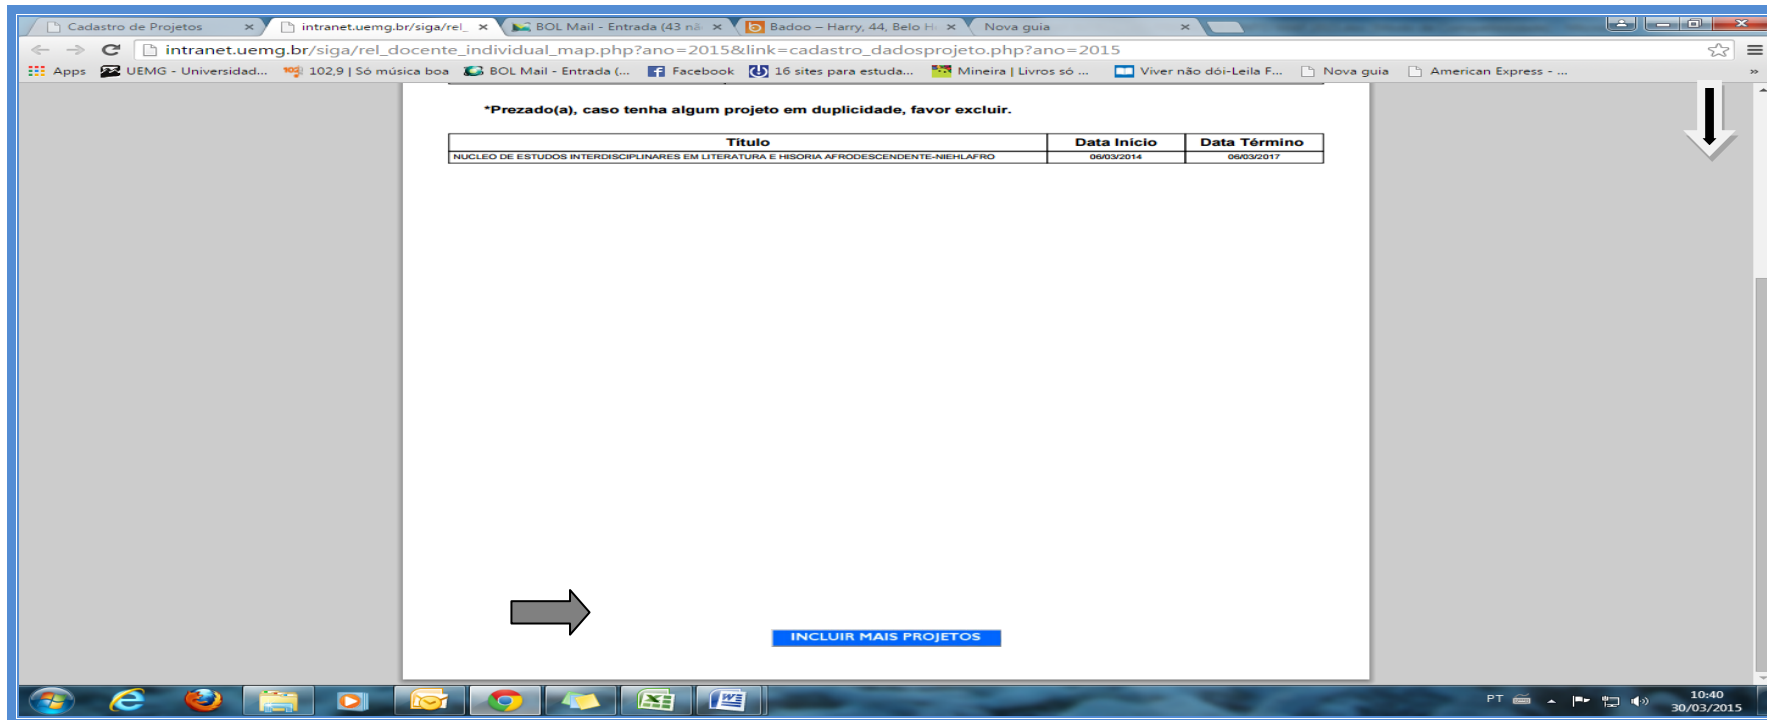 Cadastro de Projetos
intranet.uemg.br/siga/rel_
BOL Mail - Entrada (43 nã
Badoo – Harry, 44, Belo H
Nova guia
intranet.uemg.br/siga/rel_docente_individual_map.php?ano=2015&link=cadastro_dadosprojeto.php?ano=2015
Apps UEMG - Universidad... 102,9 | Só música boa BOL Mail - Entrada (... Facebook 16 sites para estuda... Mineira | Livros só ... Viver não dói-Leila F... Nova guia American Express - ... »
*Prezado(a), caso tenha algum projeto em duplicidade, favor excluir.
Título Data Início Data Término
NUCLEO DE ESTUDOS INTERDISCIPLINARES EM LITERATURA E HISORIA AFRODESCENDENTE-NIEHLAFRO 06/03/2014 06/03/2017
INCLUIR MAIS PROJETOS
PT 10:40
30/03/2015